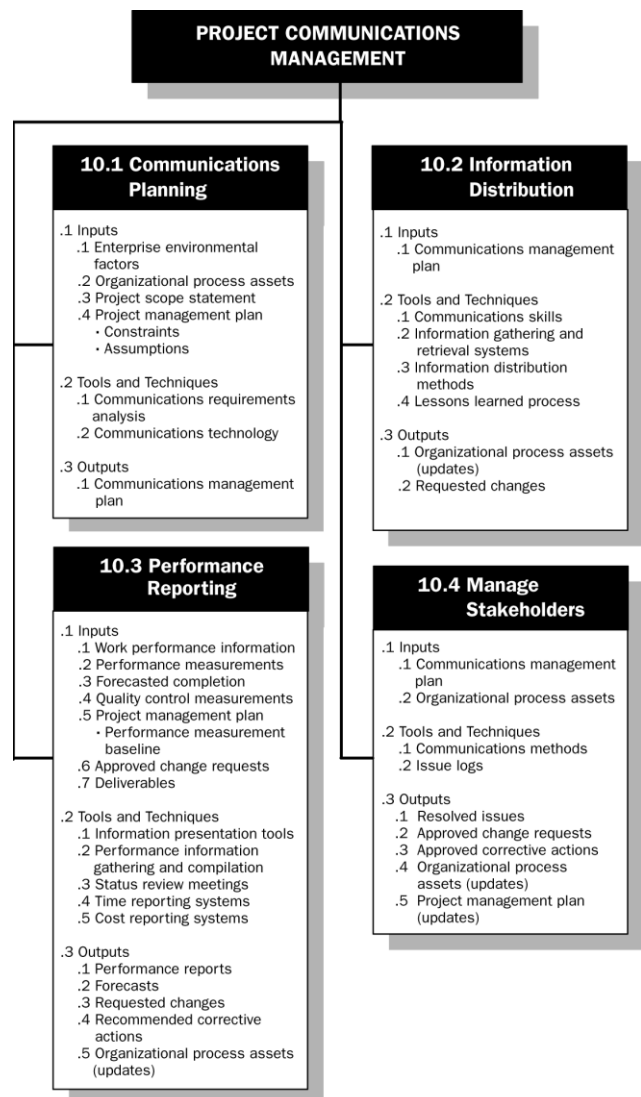 PROJECT COMMUNICATIONS
MANAGEMENT
10.1 Communications
Planning
.1 Inputs
.1 Enterprise environmental
factors
.2 Organizational process assets
.3 Project scope statement
.4 Project management plan
• Constraints
• Assumptions
.2 Tools and Techniques
.1 Communications requirements
analysis
.2 Communications technology
.3 Outputs
.1 Communications management
plan
10.2 Information
Distribution
.1 Inputs
.1 Communications management
plan
.2 Tools and Techniques
.1 Communications skills
.2 Information gathering and
retrieval systems
.3 Information distribution
methods
.4 Lessons learned process
.3 Outputs
.1 Organizational process assets
(updates)
.2 Requested changes
10.3 Performance
Reporting
.1 Inputs
.1 Work performance information
.2 Performance measurements
.3 Forecasted completion
.4 Quality control measurements
.5 Project management plan
• Performance measurement
baseline
.6 Approved change requests
.7 Deliverables
.2 Tools and Techniques
.1 Information presentation tools
.2 Performance information
gathering and compilation
.3 Status review meetings
.4 Time reporting systems
.5 Cost reporting systems
.3 Outputs
.1 Performance reports
.2 Forecasts
.3 Requested changes
.4 Recommended corrective
actions
.5 Organizational process assets
(updates)
10.4 Manage
Stakeholders
.1 Inputs
.1 Communications management
plan
.2 Organizational process assets
.2 Tools and Techniques
.1 Communications methods
.2 Issue logs
.3 Outputs
.1 Resolved issues
.2 Approved change requests
.3 Approved corrective actions
.4 Organizational process
assets (updates)
.5 Project management plan
(updates)